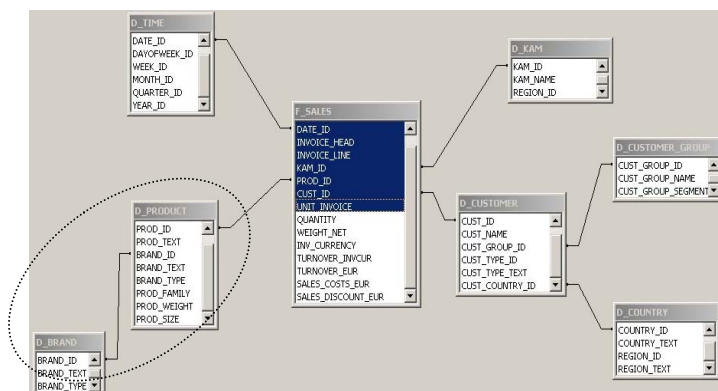 D_TIME
DATE_ID
DAYOFWEEK_ID
WEEK_ID
MONTH_ID
QUARTER_ID
YEAR_ID
D_KAM
KAM_ID
KAM_NAME
REGION_ID
F_SALES
DATE_ID
INVOICE_HEAD
INVOICE_LINE
KAM_ID
PROD_ID
CUST_ID
UNIT_INVOICE
QUANTITY
WEIGHT_NET
INV_CURRENCY
TURNOVER_INVCUR
TURNOVER_EUR
SALES_COSTS_EUR
SALES_DISCOUNT_EUR
D_CUSTOMER_GROUP
CUST_GROUP_ID
CUST_GROUP_NAME
CUST_GROUP_SEGMENT
D_PRODUCT
PROD_ID
PROD_TEXT
BRAND_ID
BRAND_TEXT
BRAND_TYPE
PROD_FAMILY
PROD_WEIGHT
PROD_SIZE
D_CUSTOMER
CUST_ID
CUST_NAME
CUST_GROUP_ID
CUST_TYPE_ID
CUST_TYPE_TEXT
CUST_COUNTRY_ID
D_COUNTRY
COUNTRY_ID
COUNTRY_TEXT
REGION_ID
REGION_TEXT
D_BRAND
BRAND_ID
BRAND_TEXT
BRAND_TYPE